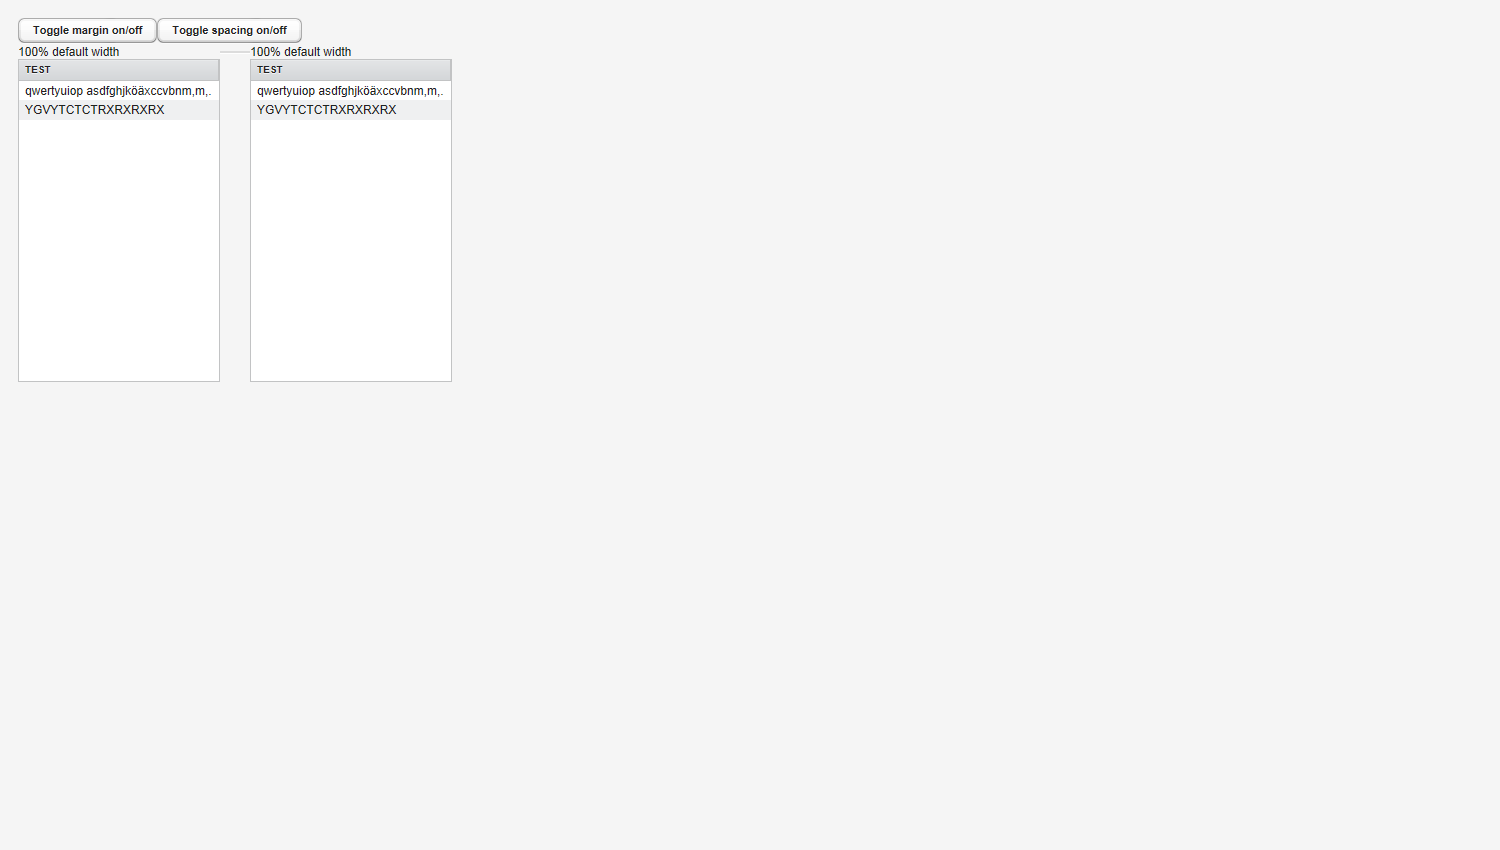 Toggle margin on/off Toggle spacing on/off
100% default width 100% default width
TEST TEST
qwertyuiop asdfghjköäxccvbnm,m,. qwertyuiop asdfghjköäxccvbnm,m,.
YGVYTCTCTRXRXRXRX YGVYTCTCTRXRXRXRX